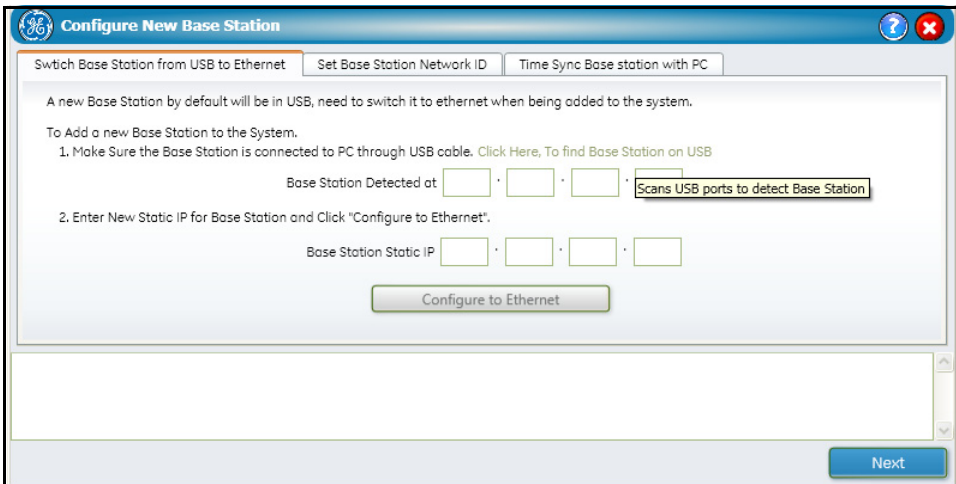 Configure New Base Station
Swtich Base Station from USB to Ethernet
Set Base Station Network ID
Time Sync Base station with PC
A new Base Station by default will be in USB, need to switch it to ethernet when being added to the system.
To Add a new Base Station to the System.
1. Make Sure the Base Station is connected to PC through USB cable. Click Here, To find Base Station on USB
Base Station Detected at . . .
Scans USB ports to detect Base Station
2. Enter New Static IP for Base Station and Click "Configure to Ethernet".
Base Station Static IP . . .
Configure to Ethernet
Next